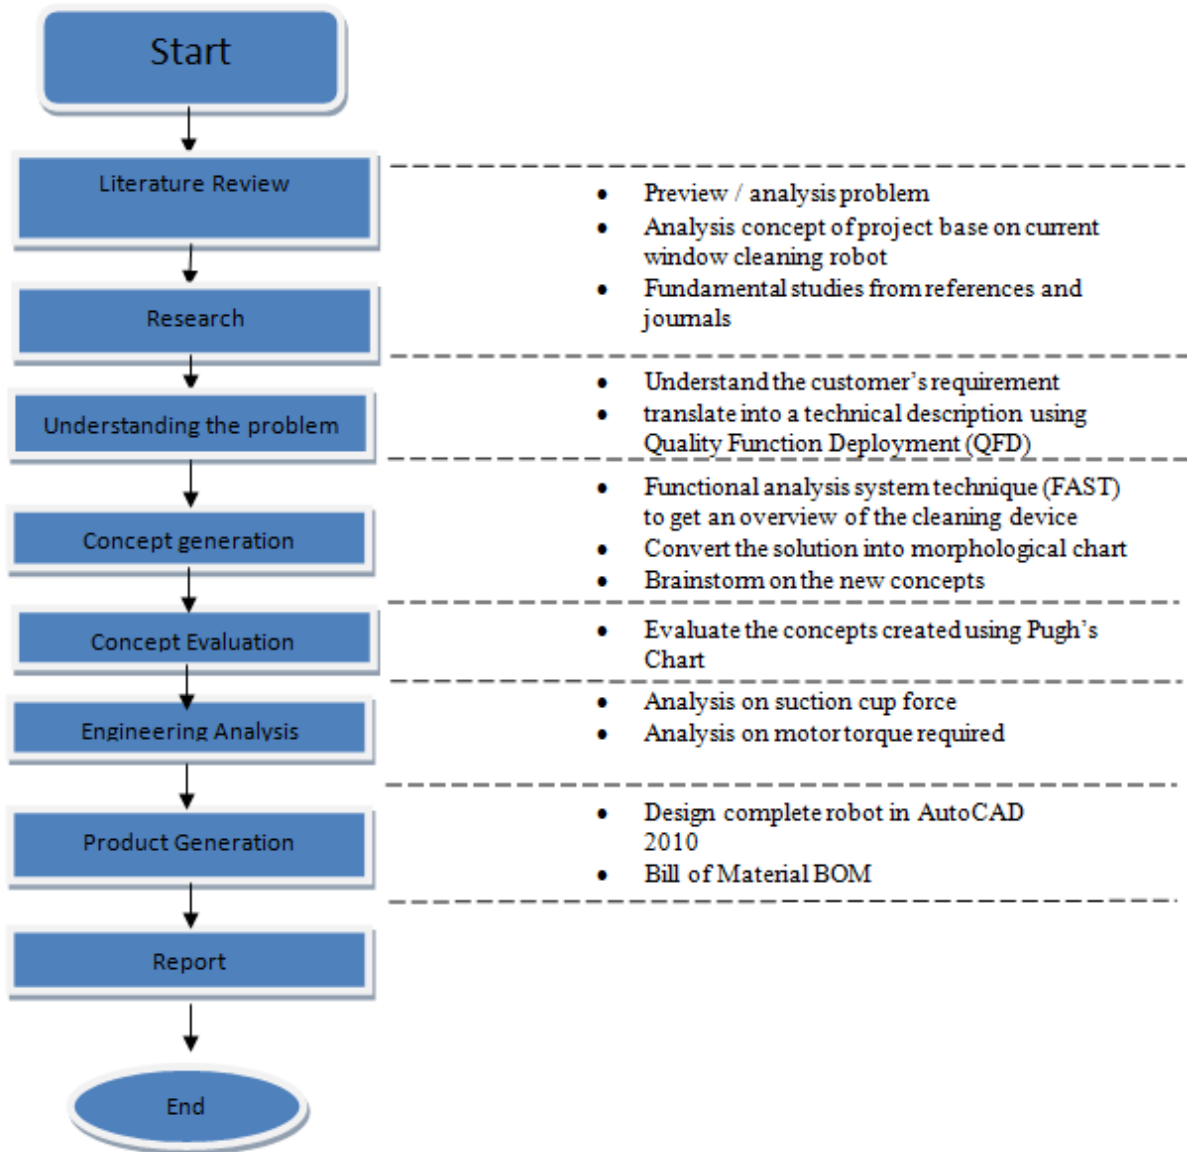 Start
Literature Review
• Preview / analysis problem
• Analysis concept of project base on current
window cleaning robot
• Fundamental studies from references and
journals
Research
• Understand the customer's requirement
• translate into a technical description using
Quality Function Deployment (QFD)
Understanding the problem
• Functional analysis system technique (FAST)
to get an overview of the cleaning device
• Convert the solution into morphological chart
• Brainstorm on the new concepts
Concept generation
• Evaluate the concepts created using Pugh's
Chart
Concept Evaluation
• Analysis on suction cup force
• Analysis on motor torque required
Engineering Analysis
• Design complete robot in AutoCAD
2010
• Bill of Material BOM
Product Generation
Report
End